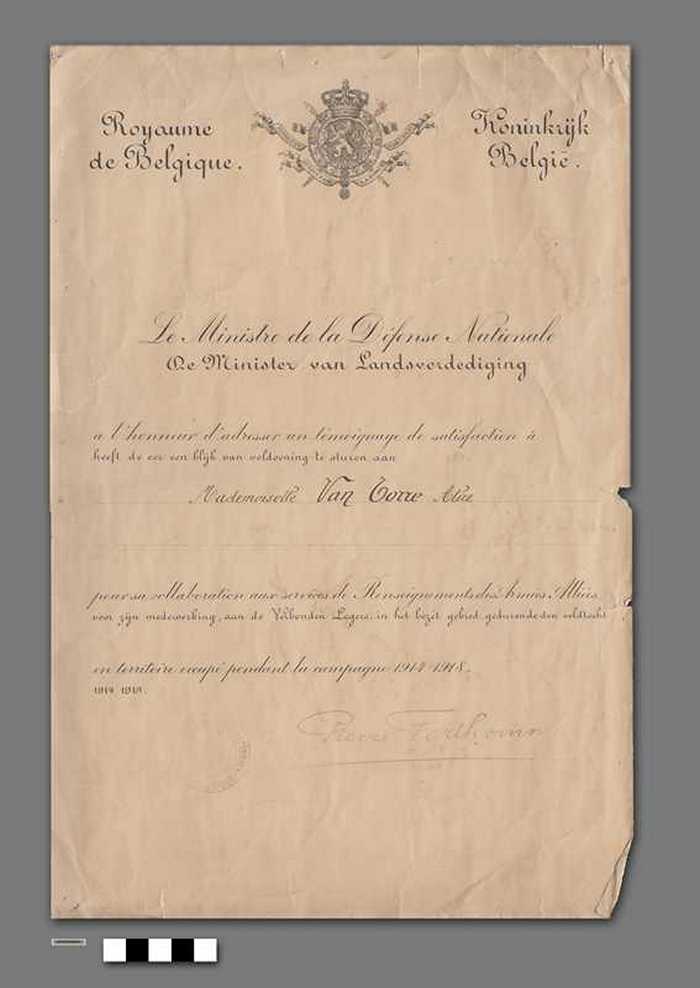 Royaume
de Belgique.
Koninkrijk
België.
Le Ministre de la Défense Nationale
De Minister van Landsverdediging
a l'honneur d'adresser un témoignage de satisfaction à
heeft de eer een blijk van voldoening te sturen aan
Mademoiselle Van Torre
pour sa collaboration aux services de Renseignements des Armées Alliées
voor zijn medewerking, aan de Verbonden Legers, in het bezet gebied, gedurende den veldtocht
en territoire occupé pendant la campagne 1914-1918.
1914-1918.